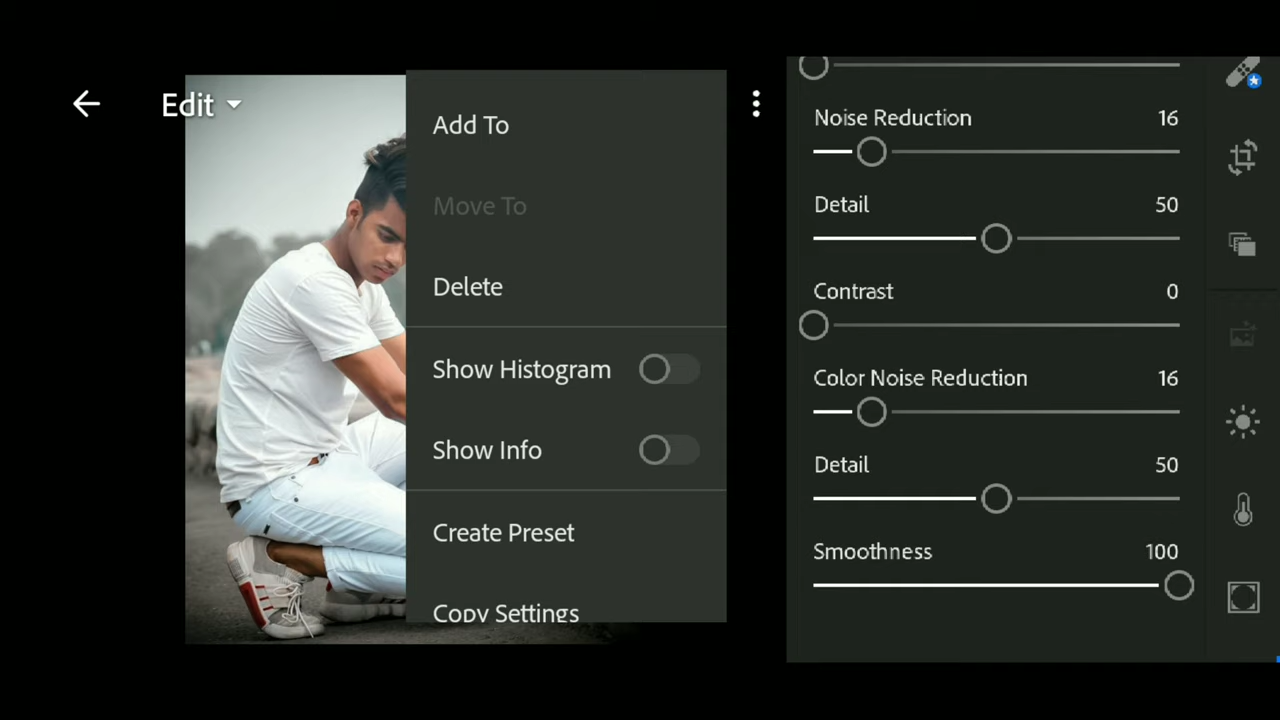 Edit
Add To
Move To
Delete
Show Histogram
Show Info
Create Preset
Copy Settings
Noise Reduction 16
Detail 50
Contrast 0
Color Noise Reduction 16
Detail 50
Smoothness 100